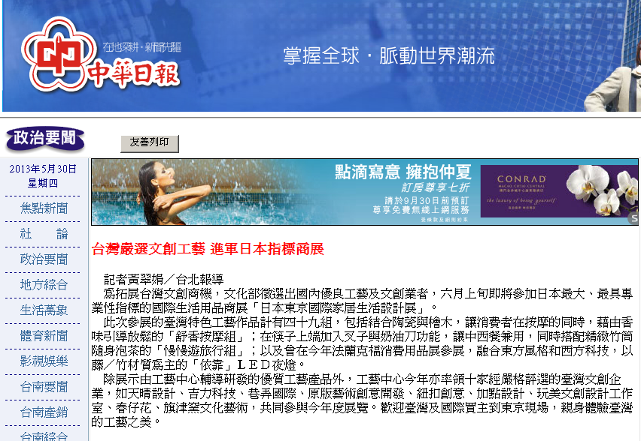 中華日報
在地深耕‧新聞先驅
掌握全球‧脈動世界潮流
政治要聞
友善列印
2013年5月30日
星期四
焦點新聞
社 論
政治要聞
地方綜合
生活萬象
體育新聞
影視娛樂
台南要聞
台南產銷
台南綜合
點滴寫意 擁抱仲夏
訂房尊享七折
請於9月30日前預訂
尊享免費無線上網服務
CONRAD
the luxury of being yourself
台灣嚴選文創工藝 進軍日本指標商展
記者黃翠娟／台北報導
為拓展台灣文創商機，文化部徵選出國內優良工藝及文創業者，六月上旬即將參加日本最大、最具專
業性指標的國際生活用品商展「日本東京國際家居生活設計展」。
此次參展的臺灣特色工藝作品計有四十九組，包括結合陶瓷與檜木，讓消費者在按摩的同時，藉由香
味引導放鬆的「舒香按摩組」；在筷子上端加入叉子與奶油刀功能，讓中西餐兼用，同時搭配精緻竹筒
隨身泡茶的「慢慢遊旅行組」；以及曾在今年法蘭克福消費用品展參展，融合東方風格和西方科技，以
藤／竹材質為主的「依靠」ＬＥＤ夜燈。
除展示由工藝中心輔導研發的優質工藝產品外，工藝中心今年亦率領十家經嚴格評選的臺灣文創企
業，如天晴設計、吉力科技、巷弄國際、原版藝術創意開發、紐扣創意、加點設計、玩美文創設計工作
室、春仔花、旗津窯文化藝術，共同參與今年度展覽。歡迎臺灣及國際買主到東京現場，親身體驗臺灣
的工藝之美。